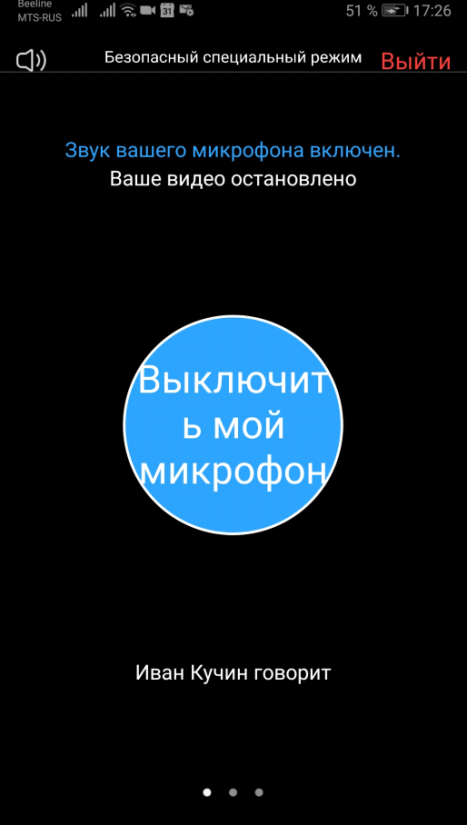 Beeline
MTS-RUS
31
51 %
17:26
Безопасный специальный режим
Выйти
Звук вашего микрофона включен.
Ваше видео остановлено
Выключит
ь мой
микрофон
Иван Кучин говорит